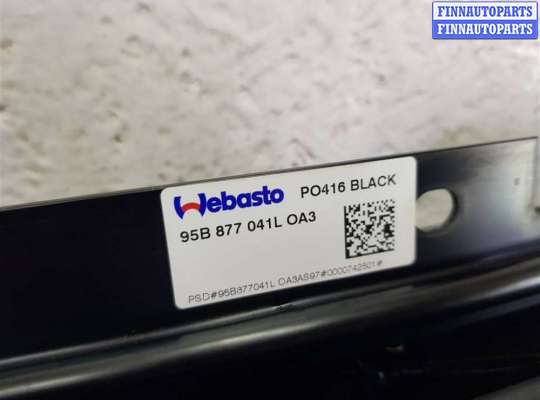 FINNAUTOPARTS
FINNAUTOPARTS
Webasto PO416 BLACK
95B 877 041L OA3
PSD#95B877041L OA3AS97#0000742501#